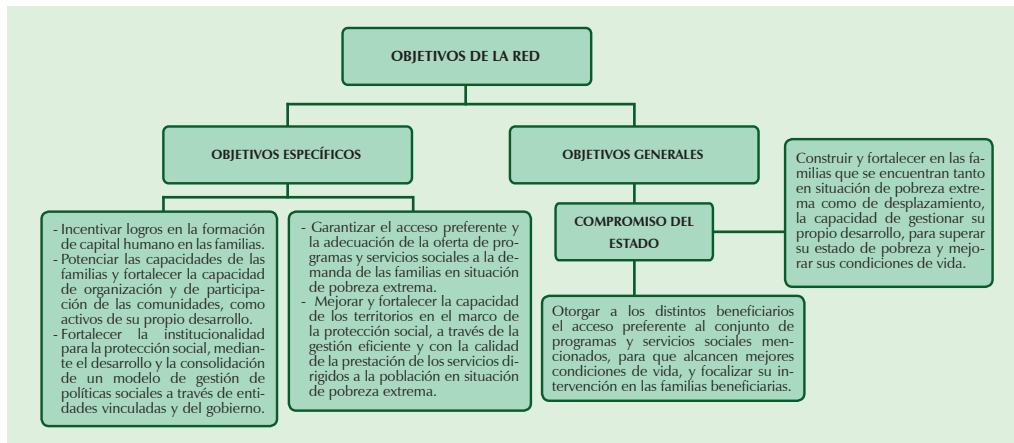 OBJETIVOS DE LA RED
OBJETIVOS ESPECÍFICOS
- Incentivar logros en la formación
de capital humano en las familias.
- Potenciar las capacidades de las
familias y fortalecer la capacidad
de organización y de participa-
ción de las comunidades, como
activos de su propio desarrollo.
- Fortalecer la institucionalidad
para la protección social, median-
te el desarrollo y la consolidación
de un modelo de gestión de
políticas sociales a través de enti-
dades vinculadas y del gobierno.
- Garantizar el acceso preferente y
la adecuación de la oferta de pro-
gramas y servicios sociales a la de-
manda de las familias en situación
de pobreza extrema.
- Mejorar y fortalecer la capacidad
de los territorios en el marco de
la protección social, a través de la
gestión eficiente y con la calidad
de la prestación de los servicios di-
rigidos a la población en situación
de pobreza extrema.
OBJETIVOS GENERALES
COMPROMISO DEL
ESTADO
Construir y fortalecer en las fa-
milias que se encuentran tanto
en situación de pobreza extre-
ma como de desplazamiento,
la capacidad de gestionar su
propio desarrollo, para superar
su estado de pobreza y mejo-
rar sus condiciones de vida.
Otorgar a los distintos beneficiarios
el acceso preferente al conjunto de
programas y servicios sociales men-
cionados, para que alcancen mejores
condiciones de vida, y focalizar su in-
tervención en las familias beneficiarias.